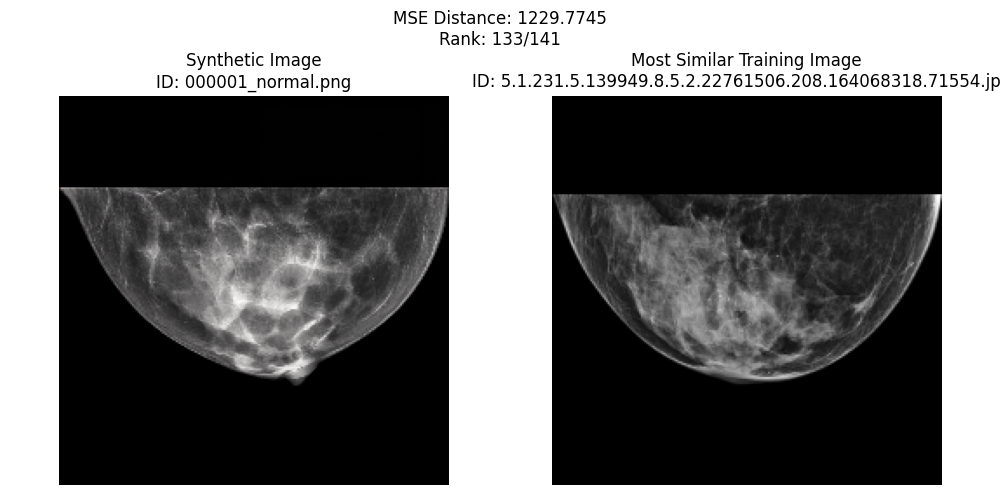 MSE Distance: 1229.7745
Rank: 133/141
Synthetic Image
ID: 000001_normal.png
Most Similar Training Image
ID: 5.1.231.5.139949.8.5.2.22761506.208.164068318.71554.jp